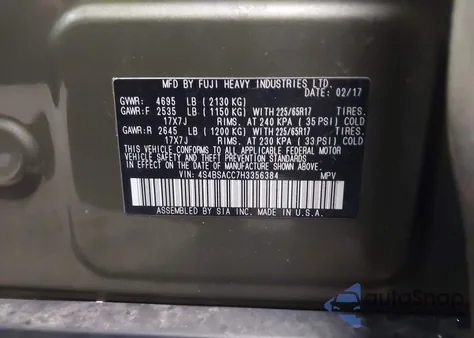 MFD BY FUJI HEAVY INDUSTRIES LTD.
DATE: 02/17
GVWR: 4695 LB (2130 KG)
GAWR:F 2535 LB (1150 KG) WITH 225/65R17 TIRES.
17X7J RIMS. AT 240 KPA (35 PSI) COLD
GAWR:R 2645 LB (1200 KG) WITH 225/65R17 TIRES.
17X7J RIMS. AT 230 KPA (33 PSI) COLD
THIS VEHICLE CONFORMS TO ALL APPLICABLE
FEDERAL MOTOR VEHICLE SAFETY STANDARDS
IN EFFECT ON THE DATE OF MANUFACTURE
SHOWN ABOVE.
VIN: 4S4BSACC7H3356384 MPV
ASSEMBLED BY SIA INC. MADE IN U.S.A.
autoSnap